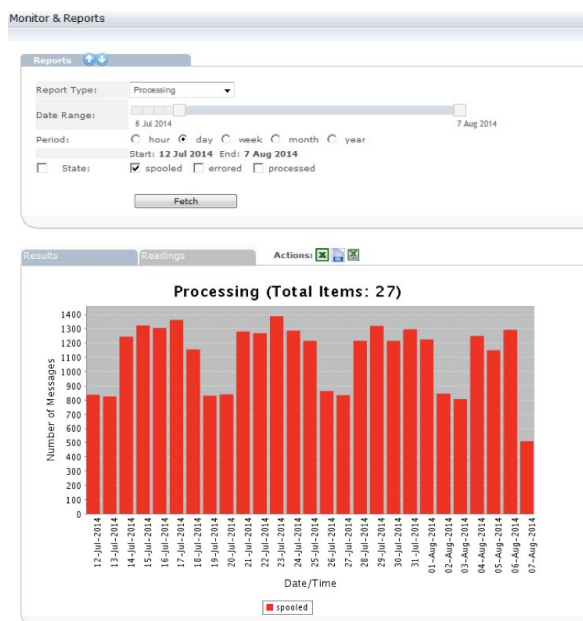 Monitor & Reports
Reports
Report Type: Processing
Date Range:
8 Jul 2014 7 Aug 2014
Period: hour day week month year
Start: 12 Jul 2014 End: 7 Aug 2014
State: spooled errored processed
Fetch
Results Readings Actions:
Processing (Total Items: 27)
Number of Messages
1400
1300
1200
1100
1000
900
800
700
600
500
400
300
200
100
0
12-Jul-2014
13-Jul-2014
14-Jul-2014
15-Jul-2014
16-Jul-2014
17-Jul-2014
18-Jul-2014
19-Jul-2014
20-Jul-2014
21-Jul-2014
22-Jul-2014
23-Jul-2014
24-Jul-2014
25-Jul-2014
26-Jul-2014
27-Jul-2014
28-Jul-2014
29-Jul-2014
30-Jul-2014
31-Jul-2014
01-Aug-2014
02-Aug-2014
03-Aug-2014
04-Aug-2014
05-Aug-2014
06-Aug-2014
07-Aug-2014
Date/Time
spooled